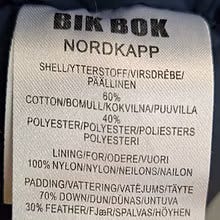 BIK BOK
NORDKAPP
SHELL/YTTERSTOFF/VIRSDRĒBE/
PÄÄLLINEN
60%
COTTON/BOMULL/KOKVILNA/PUUVILLA
40%
POLYESTER/POLYESTER/POLIESTERS
POLYESTERI
LINING/FOR/ODERE/VUORI
100% NYLON/NYLON/NEILONS/NAILON
PADDING/VATTERING/VATĒJUMS/TÄYTE
70% DOWN/DUN/DŪNAS/UNTUVA
30% FEATHER/FJÆR/SPALVAS/HÖYHEN